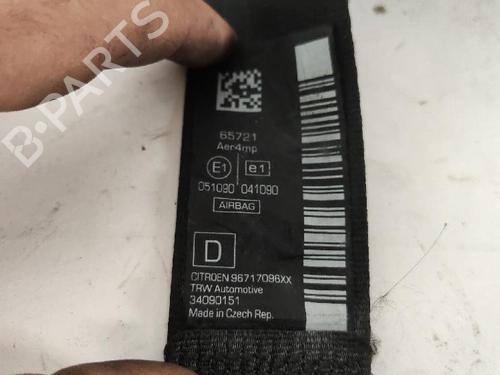 B-PARTS
65721
Aer4mp
E1 e1
051090 041090
AIRBAG
D
CITROEN 96717096XX
TRW Automotive
34090151
Made in Czech Rep.